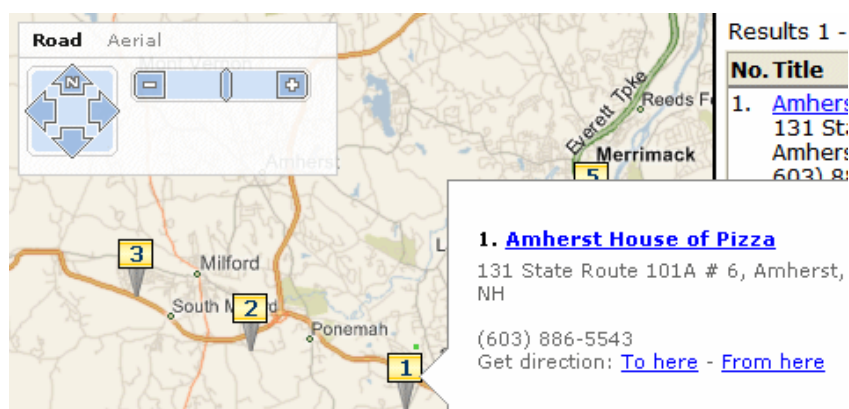 Road Aerial
Mont Vernon
N
Everett Tpke
Reeds F
Merrimack
Amherst
5
3
Milford
South M d
2
Ponemah
1
L
1. Amherst House of Pizza
131 State Route 101A # 6, Amherst,
NH
(603) 886-5543
Get direction: To here - From here
Results 1 -
No. Title
1. Amhers
131 Sta
Amhers
603) 88